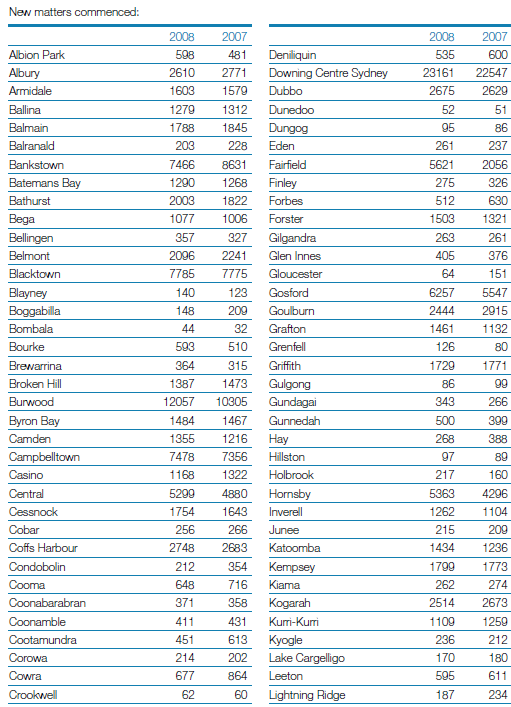 New matters commenced:
2008 2007
Albion Park 598 481
Albury 2610 2771
Armidale 1603 1579
Ballina 1279 1312
Balmain 1788 1845
Balranald 203 228
Bankstown 7466 8631
Batemans Bay 1290 1268
Bathurst 2003 1822
Bega 1077 1006
Bellingen 357 327
Belmont 2096 2241
Blacktown 7785 7775
Blayney 140 123
Boggabilla 148 209
Bombala 44 32
Bourke 593 510
Brewarrina 364 315
Broken Hill 1387 1473
Burwood 12057 10305
Byron Bay 1484 1467
Camden 1355 1216
Campbelltown 7478 7356
Casino 1168 1322
Central 5299 4880
Cessnock 1754 1643
Cobar 256 266
Coffs Harbour 2748 2683
Condobolin 212 354
Cooma 648 716
Coonabarabran 371 358
Coonamble 411 431
Cootamundra 451 613
Corowa 214 202
Cowra 677 864
Crookwell 62 60
2008 2007
Deniliquin 535 600
Downing Centre Sydney 23161 22547
Dubbo 2675 2629
Dunedoo 52 51
Dungog 95 86
Eden 261 237
Fairfield 5621 2056
Finley 275 326
Forbes 512 630
Forster 1503 1321
Gilgandra 263 261
Glen Innes 405 376
Gloucester 64 151
Gosford 6257 5547
Goulburn 2444 2915
Grafton 1461 1132
Grenfell 126 80
Griffith 1729 1771
Gulgong 86 99
Gundagai 343 266
Gunnedah 500 399
Hay 268 388
Hillston 97 89
Holbrook 217 160
Hornsby 5363 4296
Inverell 1262 1104
Junee 215 209
Katoomba 1434 1236
Kempsey 1799 1773
Kiama 262 274
Kogarah 2514 2673
Kurri-Kurri 1109 1259
Kyogle 236 212
Lake Cargelligo 170 180
Leeton 595 611
Lightning Ridge 187 234